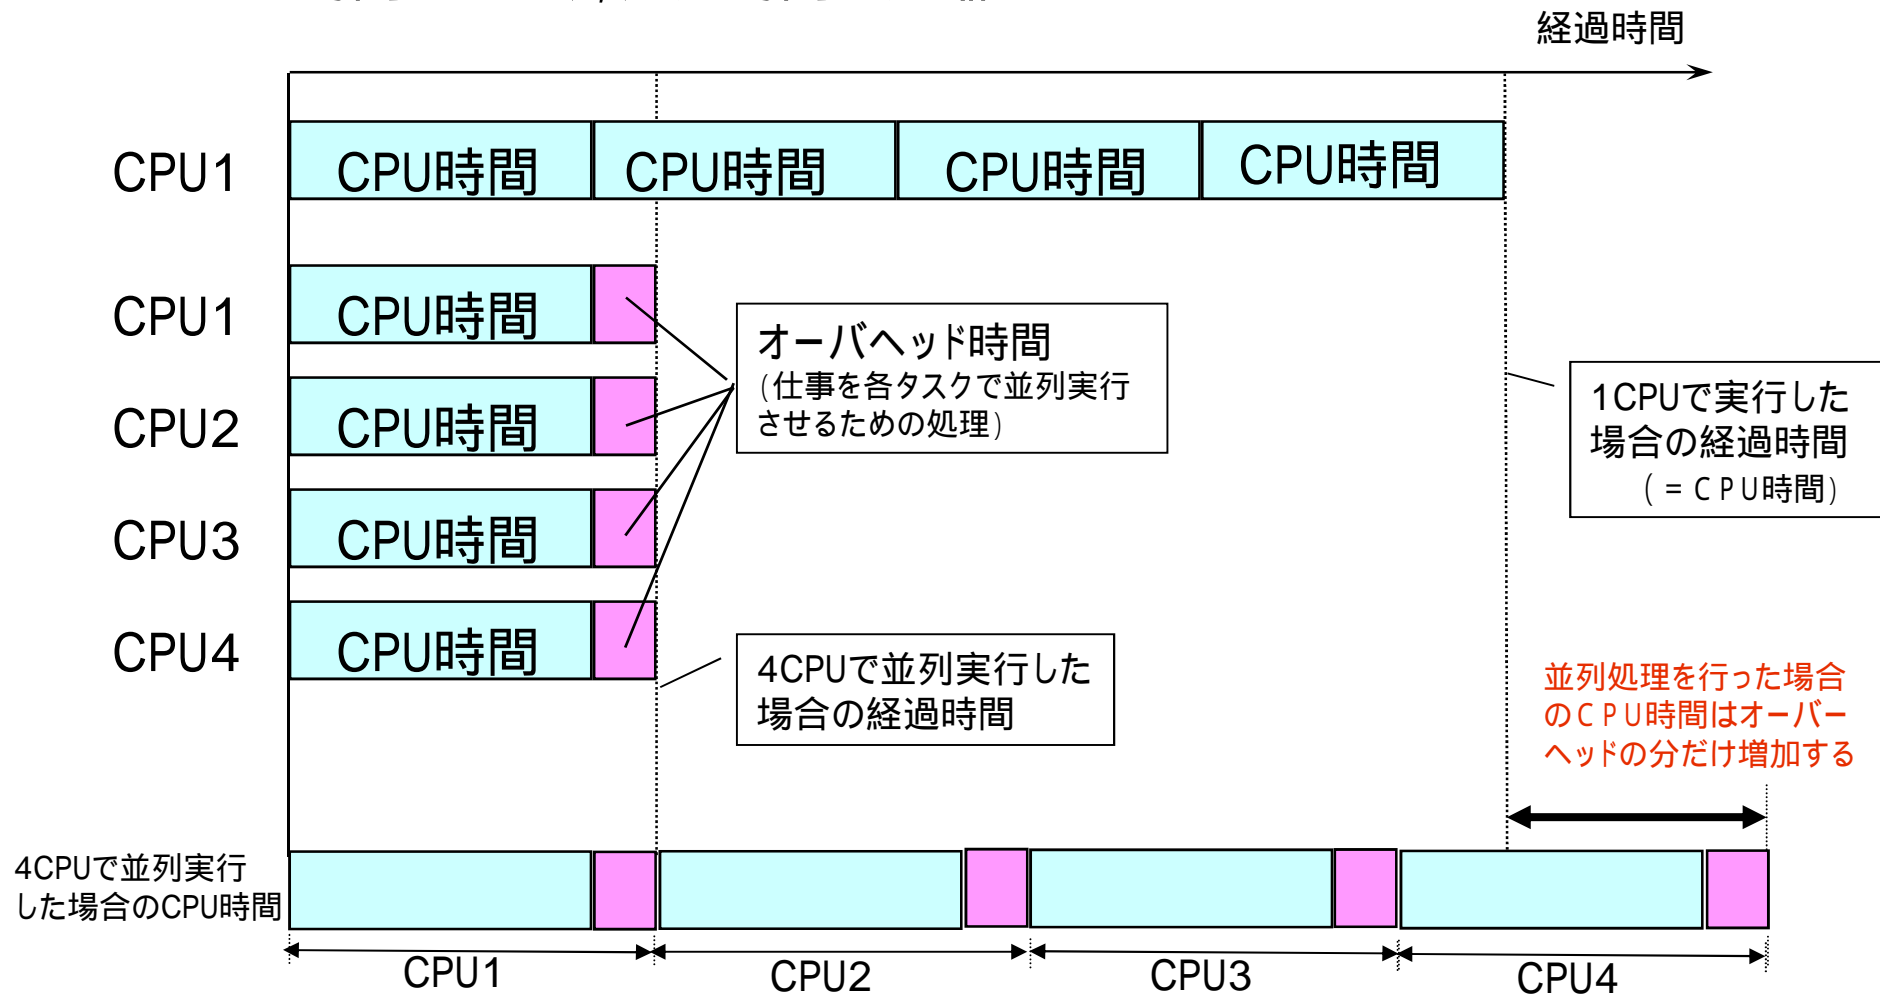 経過時間
CPU1
CPU時間 CPU時間 CPU時間 CPU時間
CPU1
CPU時間
CPU2
CPU時間
CPU3
CPU時間
CPU4
CPU時間
オーバヘッド時間
(仕事を各タスクで並列実行
させるための処理)
1CPUで実行した
場合の経過時間
(=CPU時間)
4CPUで並列実行した
場合の経過時間
並列処理を行った場合
のCPU時間はオーバー
ヘッドの分だけ増加する
4CPUで並列実行
した場合のCPU時間
CPU1
CPU2
CPU3
CPU4